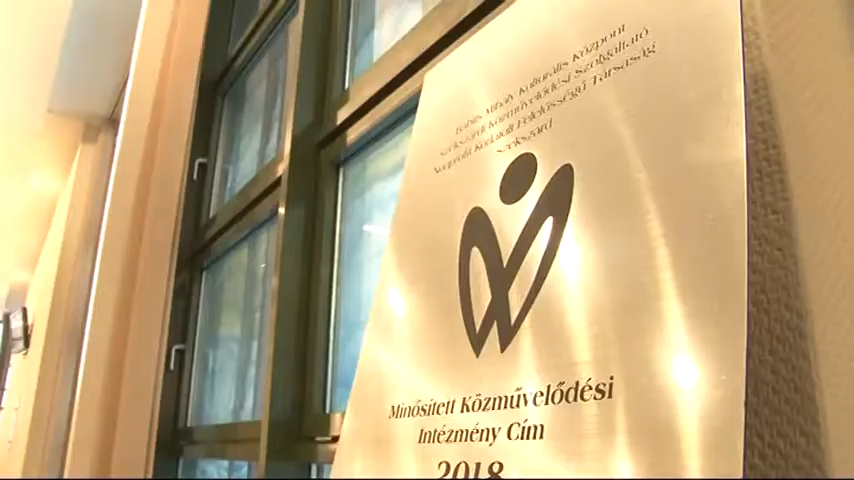 Babits Mihály Kulturális Központ
Szekszárdi Közművelődési Szolgáltató
Nonprofit Korlátolt Felelősségű Társaság
Szekszárd
Minősített Közművelődési
Intézmény Cím
2018